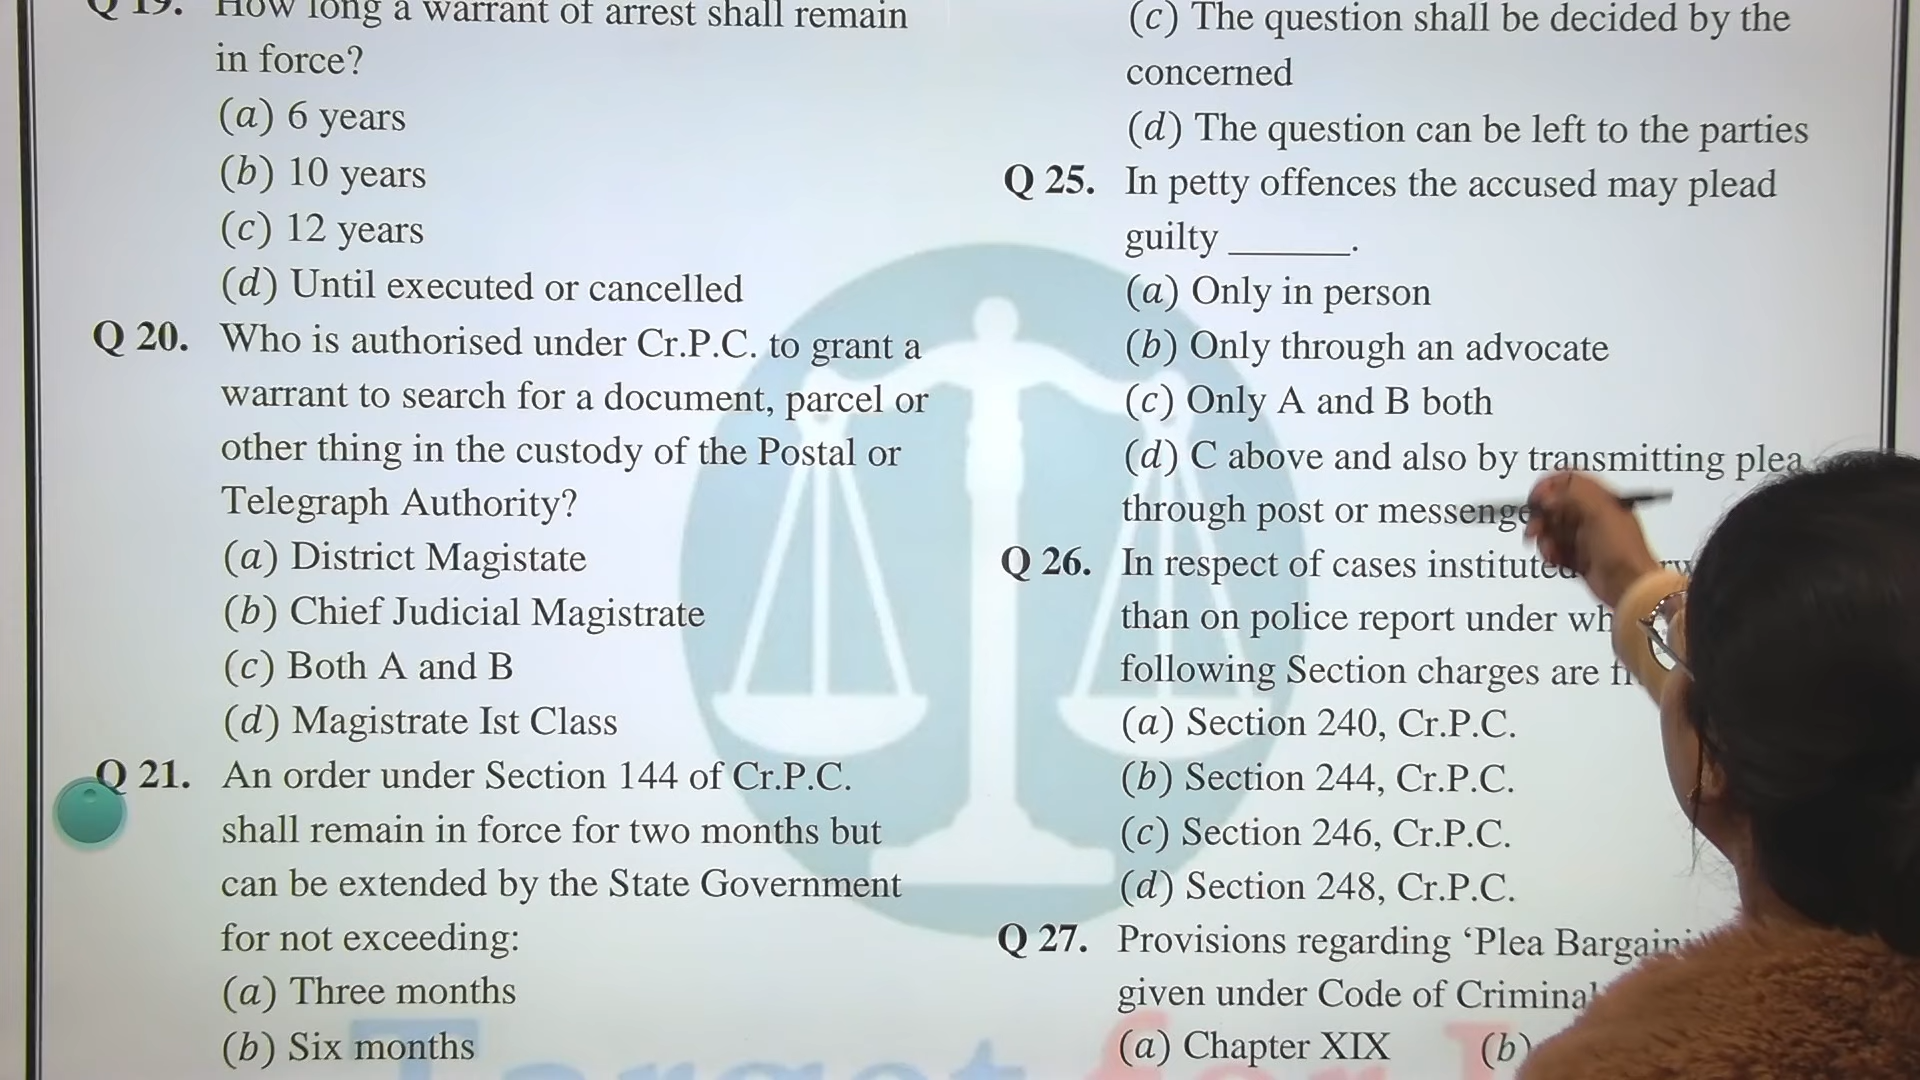 Q 19. How long a warrant of arrest shall remain
in force?
(a) 6 years
(b) 10 years
(c) 12 years
(d) Until executed or cancelled
Q 20. Who is authorised under Cr.P.C. to grant a
warrant to search for a document, parcel or
other thing in the custody of the Postal or
Telegraph Authority?
(a) District Magistate
(b) Chief Judicial Magistrate
(c) Both A and B
(d) Magistrate Ist Class
Q 21. An order under Section 144 of Cr.P.C.
shall remain in force for two months but
can be extended by the State Government
for not exceeding:
(a) Three months
(b) Six months
(c) The question shall be decided by the
concerned
(d) The question can be left to the parties
Q 25. In petty offences the accused may plead
guilty ______.
(a) Only in person
(b) Only through an advocate
(c) Only A and B both
(d) C above and also by transmitting plea
through post or
Q 26. In respect of cases instituted
than on police report under
following Section charges are
(a) Section 240, Cr.P.C.
(b) Section 244, Cr.P.C.
(c) Section 246, Cr.P.C.
(d) Section 248, Cr.P.C.
Q 27. Provisions regarding ‘Plea
given under Code of
(a) Chapter XIX (b)